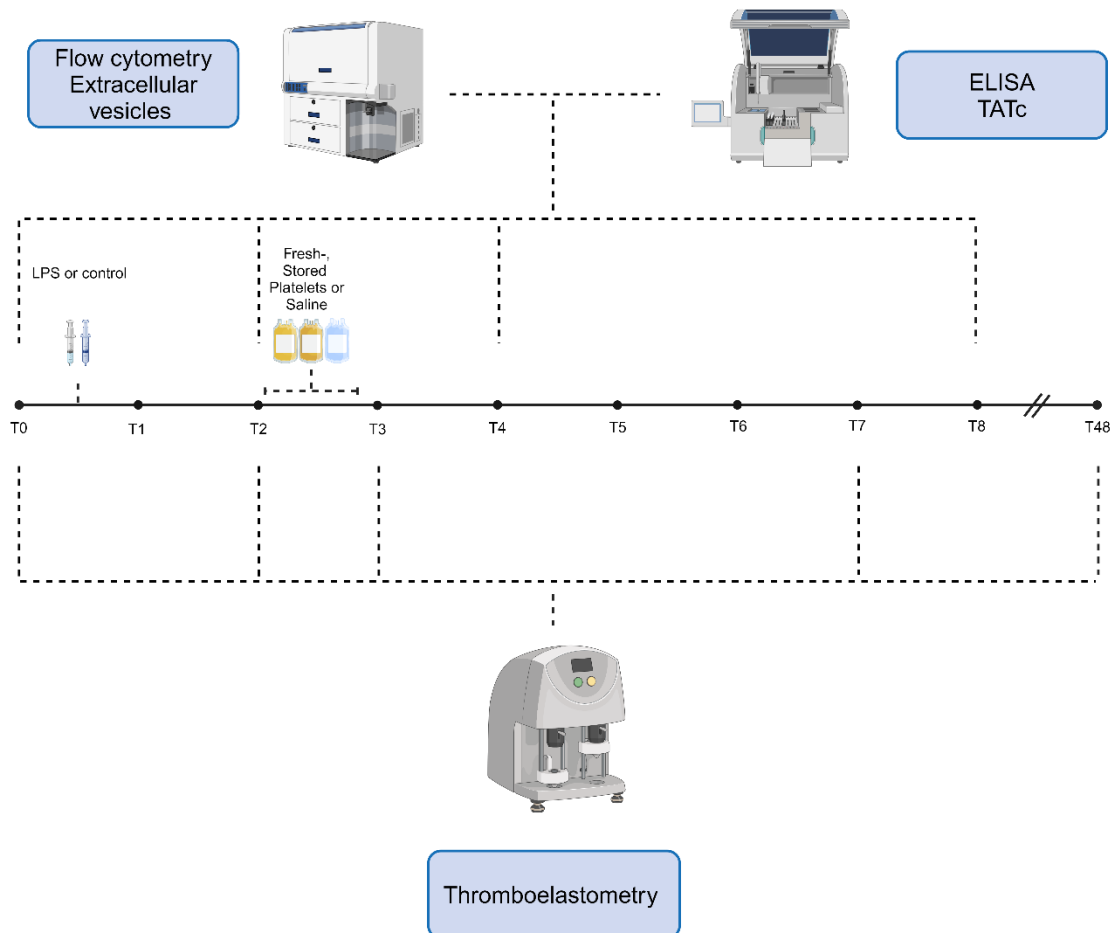 Flow cytometry
Extracellular
vesicles
ELISA
TATc
LPS or control
Fresh-,
Stored
Platelets or
Saline
T0
T1
T2
T3
T4
T5
T6
T7
T8
T48
Thromboelastometry